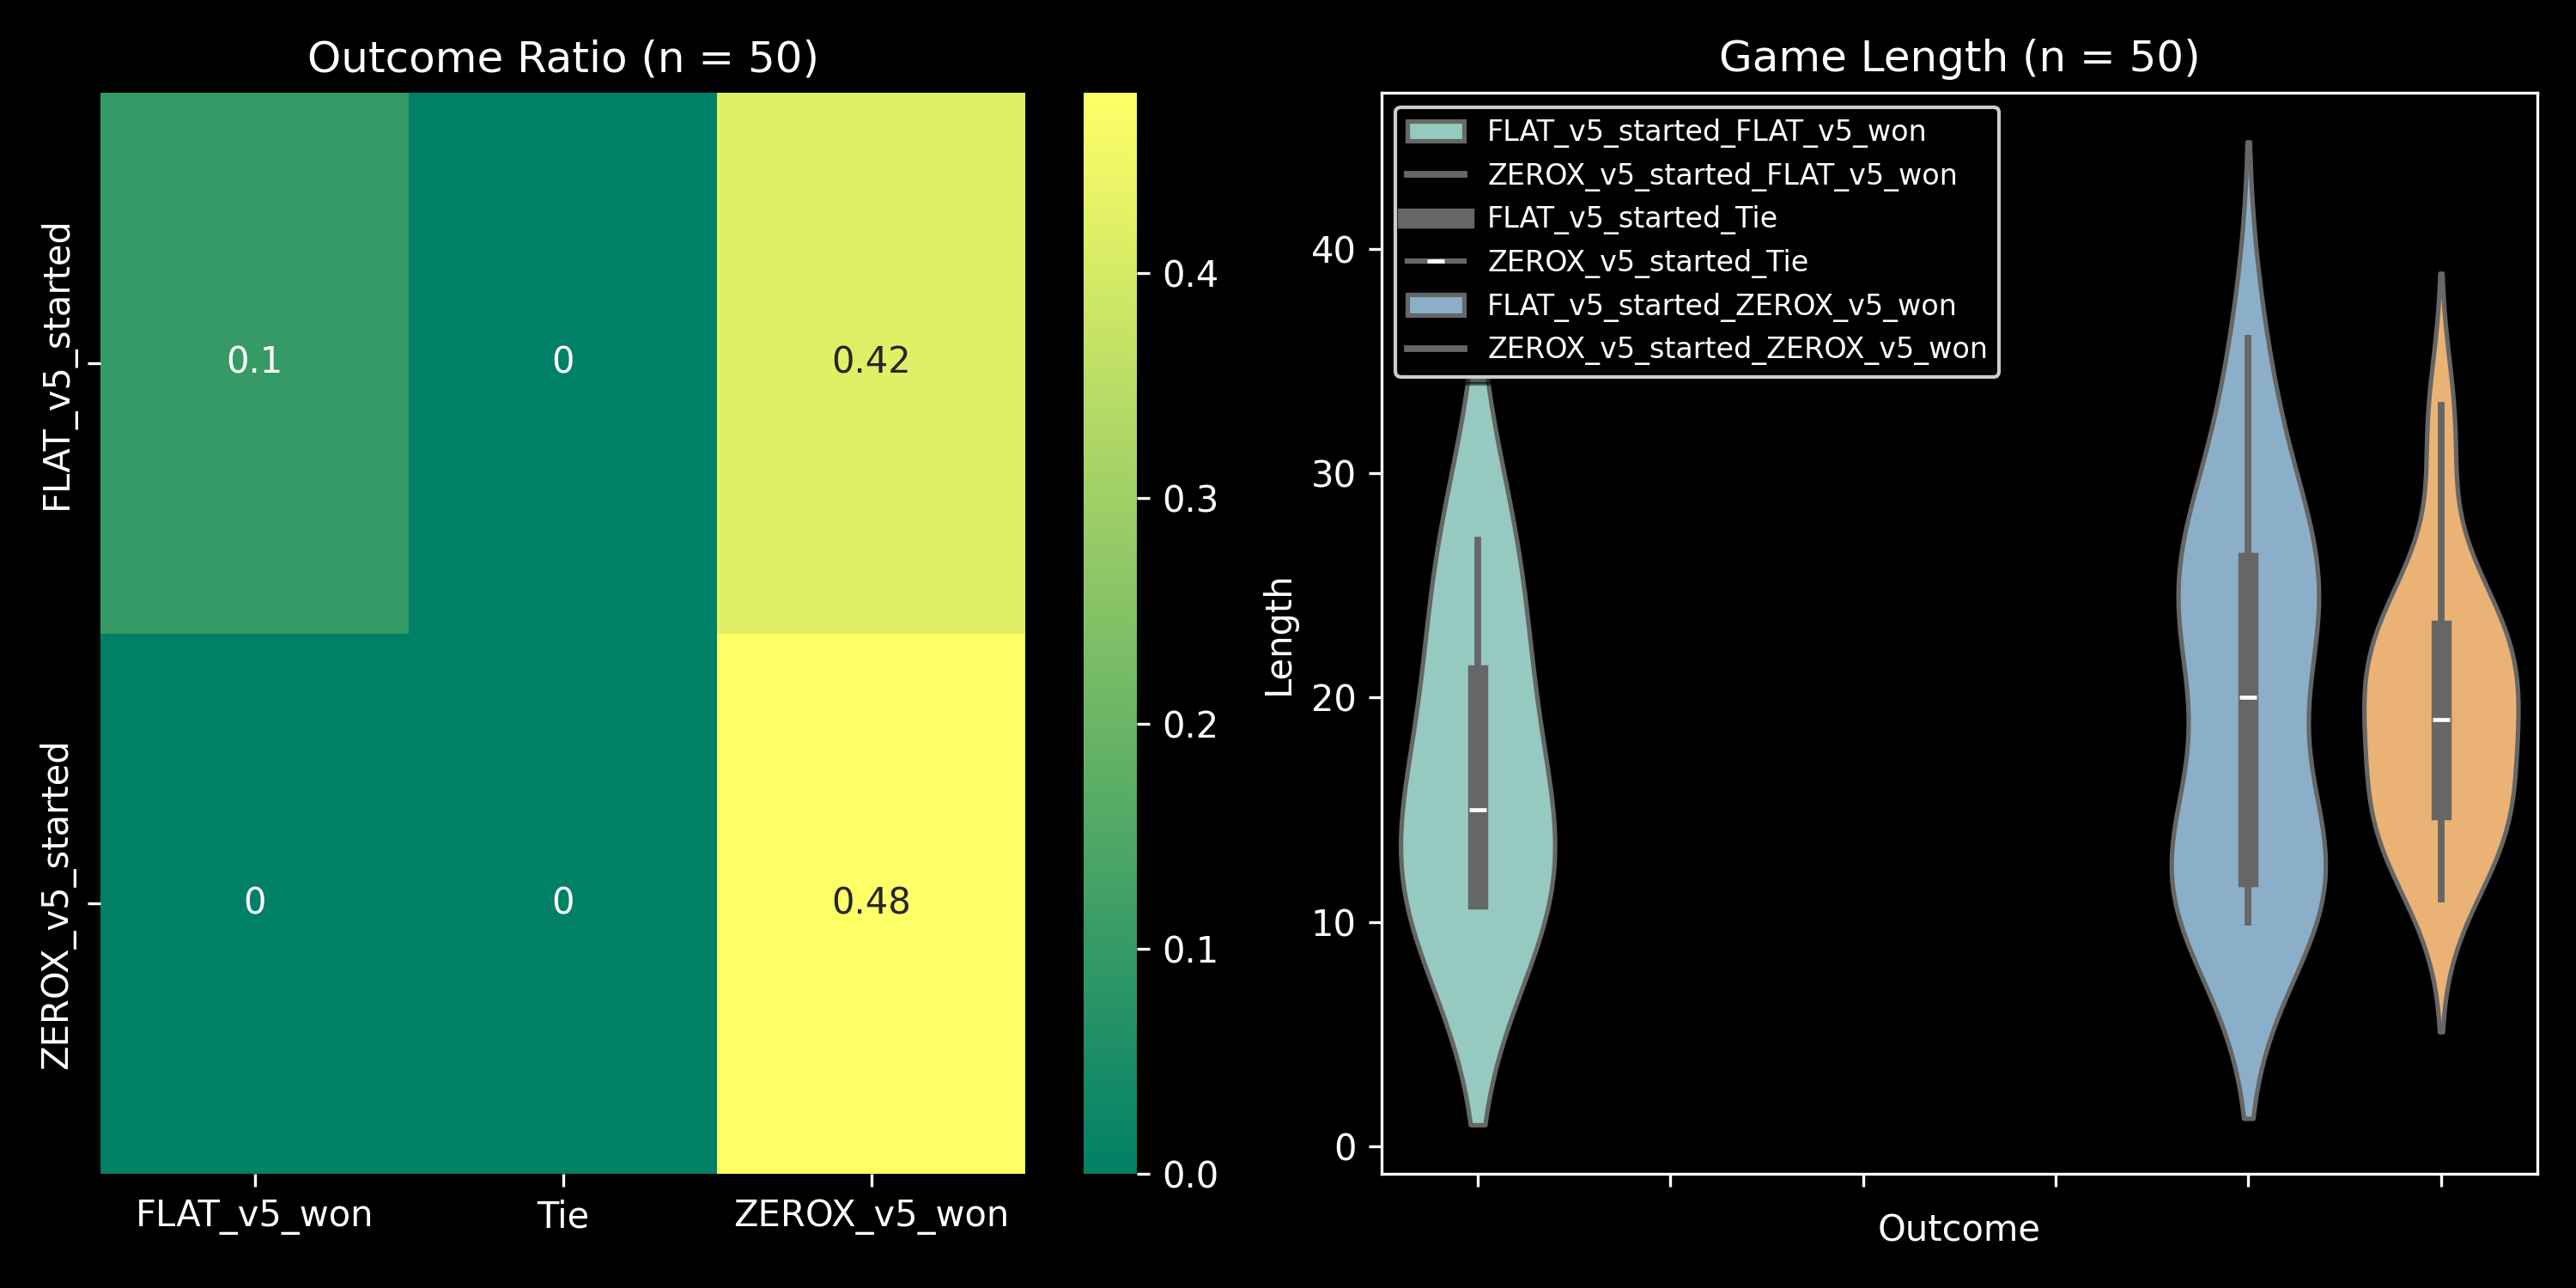 Outcome Ratio (n = 50)
FLAT_v5_started
ZEROX_v5_started
0.1
0
0.42
0
0
0.48
FLAT_v5_won
Tie
ZEROX_v5_won
0.4
0.3
0.2
0.1
0.0
Game Length (n = 50)
FLAT_v5_started_FLAT_v5_won
ZEROX_v5_started_FLAT_v5_won
FLAT_v5_started_Tie
ZEROX_v5_started_Tie
FLAT_v5_started_ZEROX_v5_won
ZEROX_v5_started_ZEROX_v5_won
Length
40
30
20
10
0
Outcome